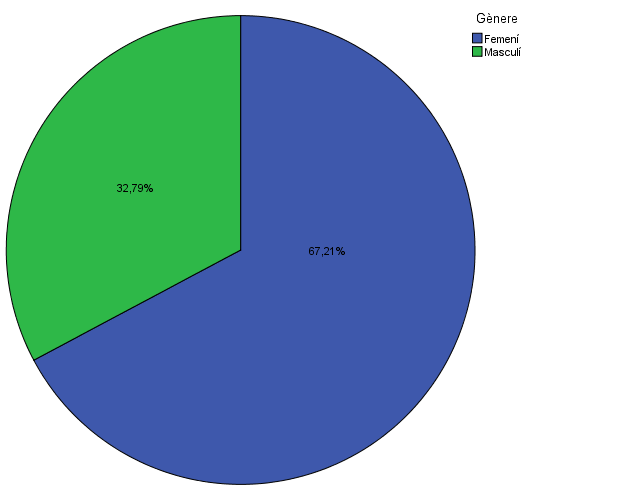 Gènere
Femení
Masculí
32,79%
67,21%